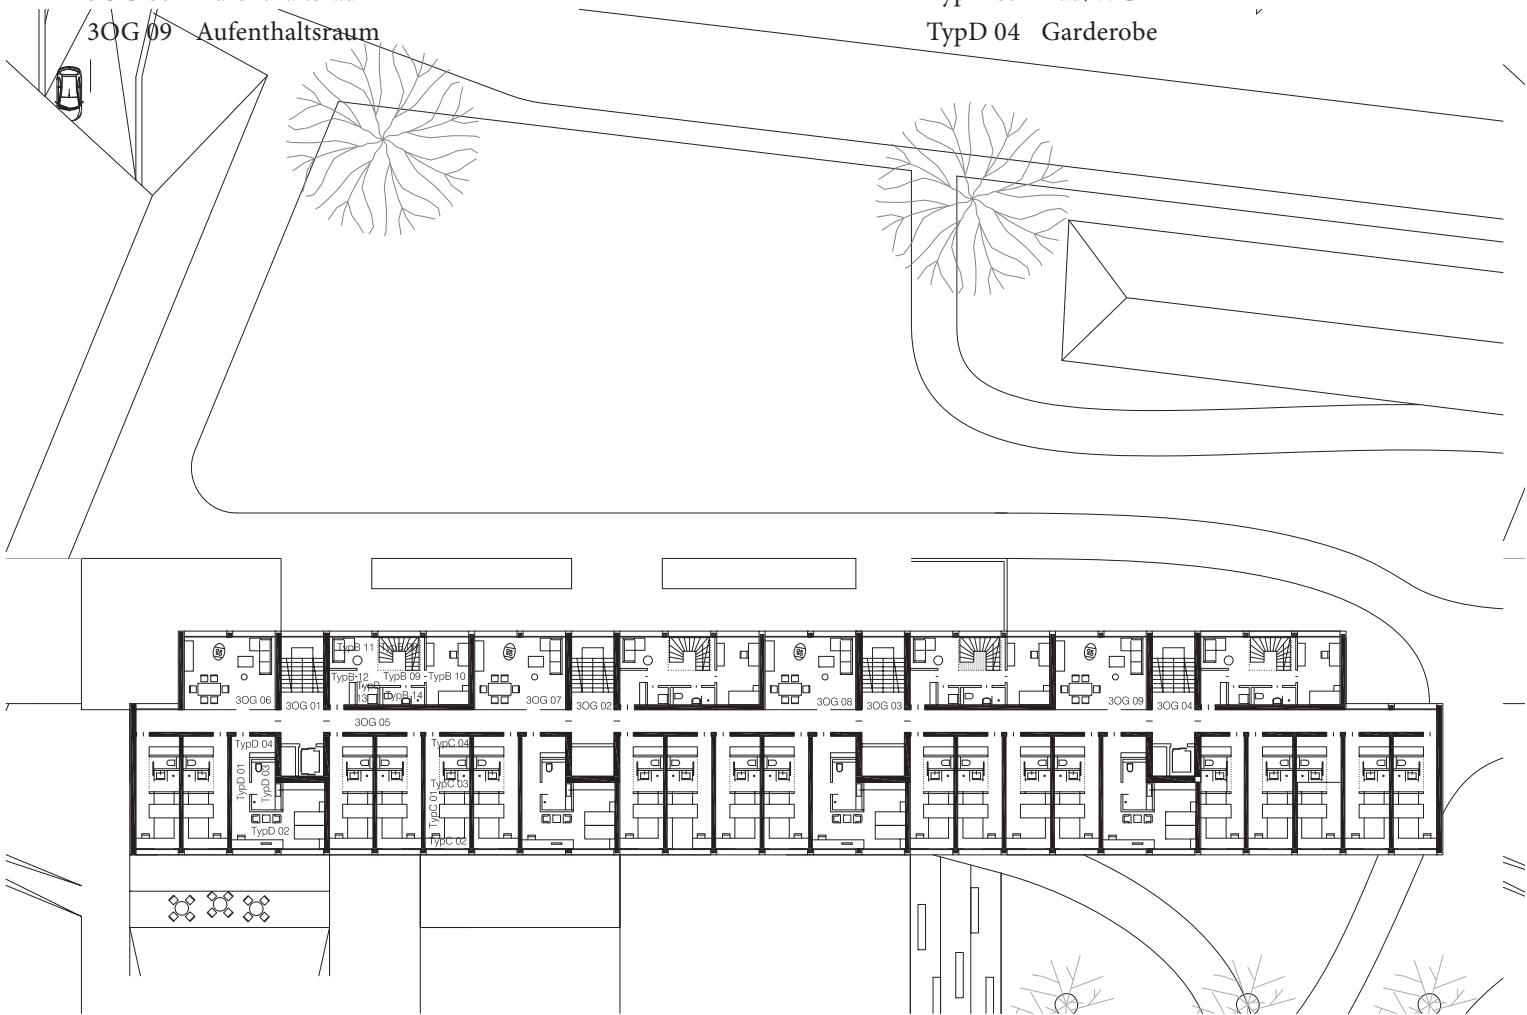 3OG 09 Aufenthaltsraum
TypD 04 Garderobe
TypB 11
TypB-12
TypB 09
TypB 10
TypB
13
TypB-14
3OG 06
3OG 01
3OG 07
3OG 02
3OG 08
3OG 03
3OG 09
3OG 04
3OG 05
TypD 04
TypC 04
TypD 01
TypD 03
TypC 03
TypC 01
TypD 02
TypC 02